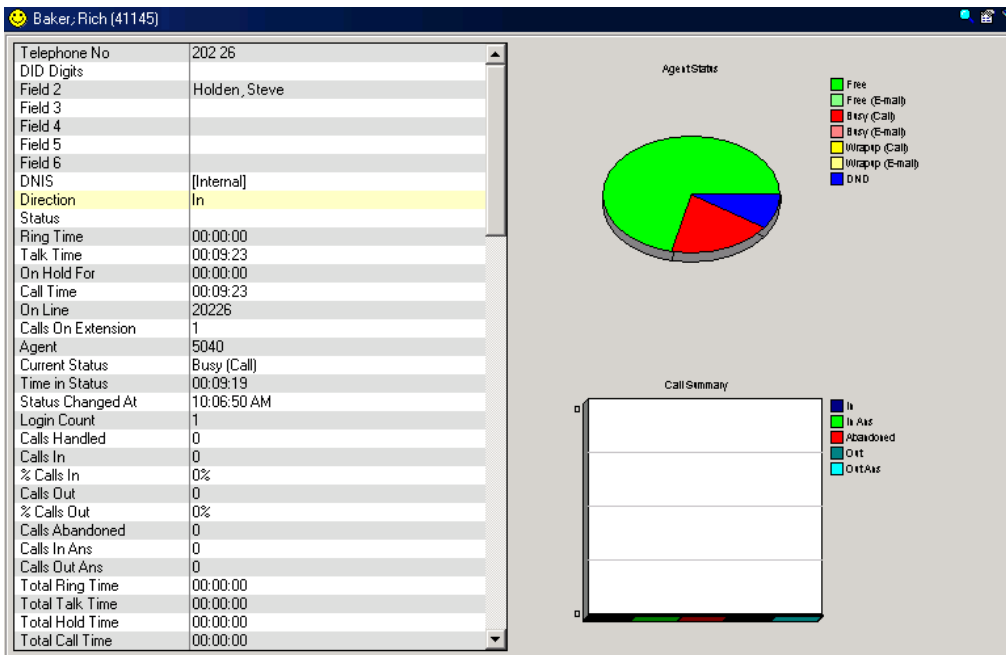 Baker, Rich (41145)
Telephone No 202 26
DID Digits
Field 2 Holden, Steve
Field 3
Field 4
Field 5
Field 6
DNIS [Internal]
Direction In
Status
Ring Time 00:00:00
Talk Time 00:09:23
On Hold For 00:00:00
Call Time 00:09:23
On Line 20226
Calls On Extension 1
Agent 5040
Current Status Busy (Call)
Time in Status 00:09:19
Status Changed At 10:06:50 AM
Login Count 1
Calls Handled 0
Calls In 0
% Calls In 0%
Calls Out 0
% Calls Out 0%
Calls Abandoned 0
Calls In Ans 0
Calls Out Ans 0
Total Ring Time 00:00:00
Total Talk Time 00:00:00
Total Hold Time 00:00:00
Total Call Time 00:00:00
Agent Status
Free
Free (E-mail)
Busy (Call)
Busy (E-mail)
Wrapup (Call)
Wrapup (E-mail)
DND
Call Summary
0
0
In
In Ans
Abandoned
Out
Out Ans